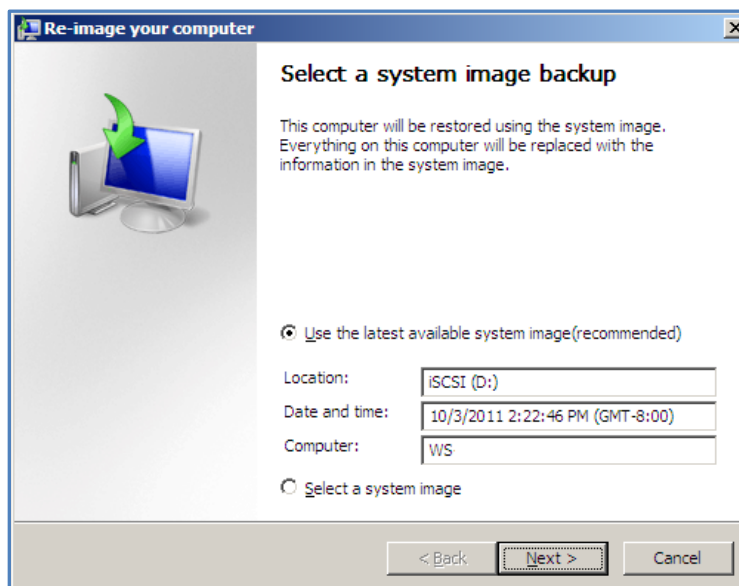 Re-image your computer
Select a system image backup
This computer will be restored using the system image.
Everything on this computer will be replaced with the
information in the system image.
Use the latest available system image(recommended)
Location: iSCSI (D:)
Date and time: 10/3/2011 2:22:46 PM (GMT-8:00)
Computer: WS
Select a system image
< Back Next > Cancel